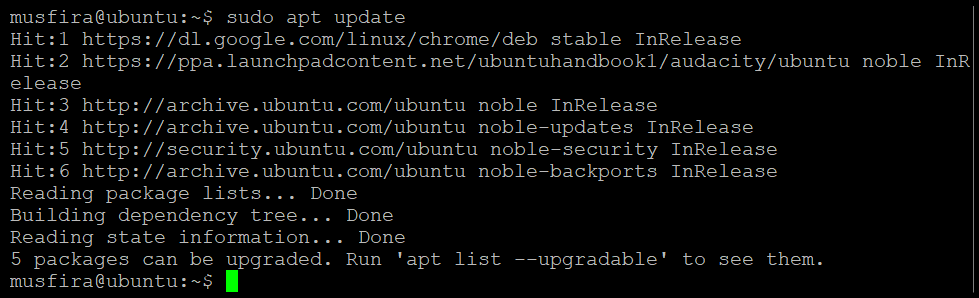 musfira@ubuntu:~$ sudo apt update
Hit:1 https://dl.google.com/linux/chrome/deb stable InRelease
Hit:2 https://ppa.launchpadcontent.net/ubuntuhandbook1/audacity/ubuntu noble InR
elease
Hit:3 http://archive.ubuntu.com/ubuntu noble InRelease
Hit:4 http://archive.ubuntu.com/ubuntu noble-updates InRelease
Hit:5 http://security.ubuntu.com/ubuntu noble-security InRelease
Hit:6 http://archive.ubuntu.com/ubuntu noble-backports InRelease
Reading package lists... Done
Building dependency tree... Done
Reading state information... Done
5 packages can be upgraded. Run 'apt list --upgradable' to see them.
musfira@ubuntu:~$